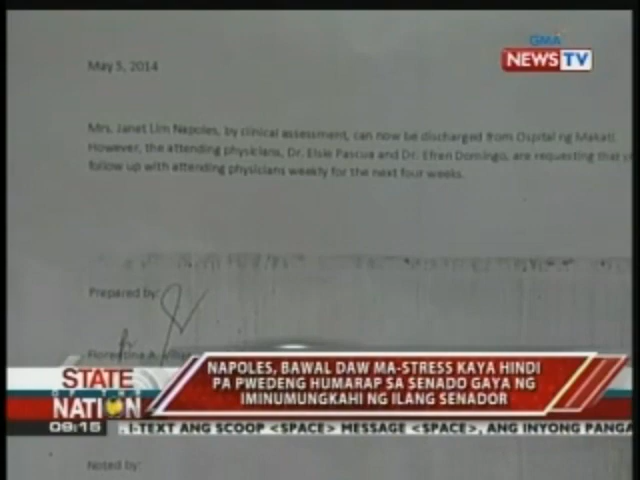 GMA
NEWS TV
May 5, 2014
Mrs. Janet Lim Napoles, by clinical assessment, can now be discharged from Ospital ng Makati.
However, the attending physicians, Dr. Elsie Pascua and Dr. Efren Domingo, are requesting that
follow up with attending physicians weekly for the next four weeks.
Prepared by:
Florentina A.
NAPOLES, BAWAL DAW MA-STRESS KAYA HINDI
PA PWEDENG HUMARAP SA SENADO GAYA NG
IMINUMUNGKAHI NG ILANG SENADOR
STATE
OF THE
NATION
09:15
. I-TEXT ANG SCOOP <SPACE> MESSAGE <SPACE>, ANG INYONG PANGA
Noted by: